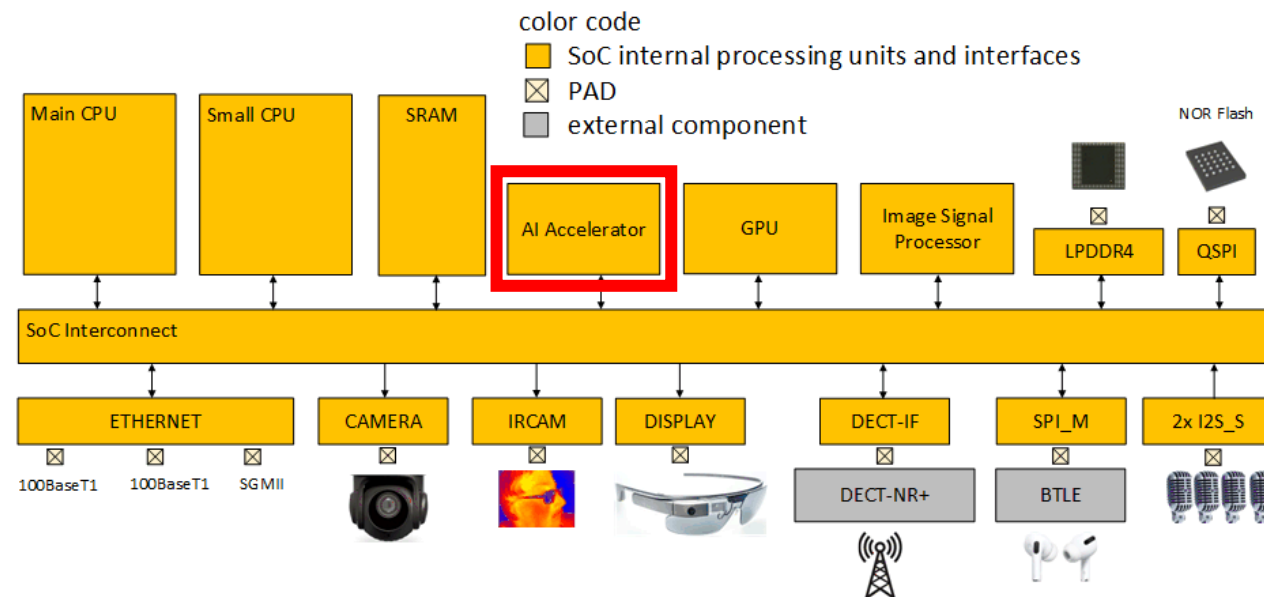 color code
SoC internal processing units and interfaces
PAD
external component
Main CPU
Small CPU
SRAM
NOR Flash
AI Accelerator
GPU
Image Signal
Processor
LPDDR4
QSPI
SoC Interconnect
ETHERNET
CAMERA
IRCAM
DISPLAY
DECT-IF
SPI_M
2x I2S_S
100BaseT1
100BaseT1
SGMII
DECT-NR+
BTLE